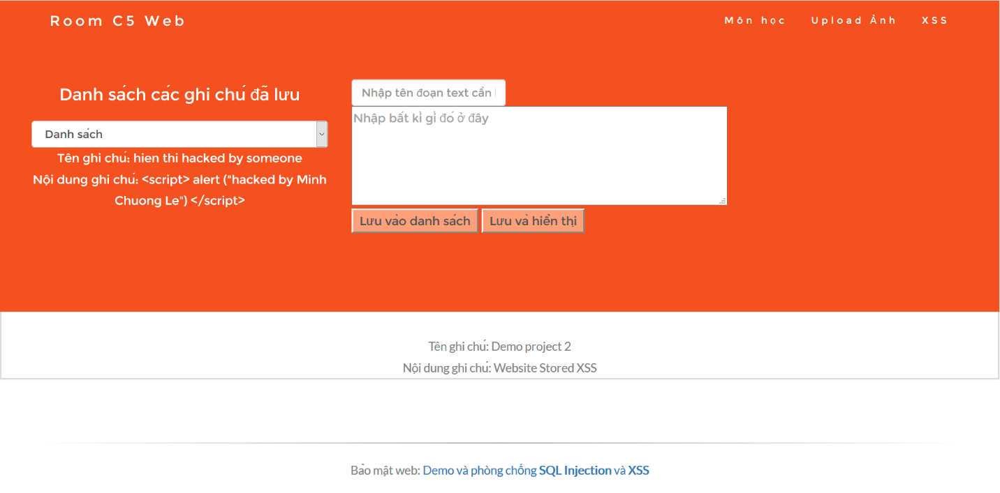 Room C5 Web
Môn học Upload Ảnh XSS
Danh sách các ghi chú đã lưu
Danh sách
Tên ghi chú: hien thi hacked by someone
Nội dung ghi chú: <script> alert ("hacked by Minh
Chuong Le") </script>
Nhập tên đoạn text cần
Nhập bất kì gì đó ở đây
Lưu vào danh sách Lưu và hiển thị
Tên ghi chú: Demo project 2
Nội dung ghi chú: Website Stored XSS
Bảo mật web: Demo và phòng chống SQL Injection và XSS